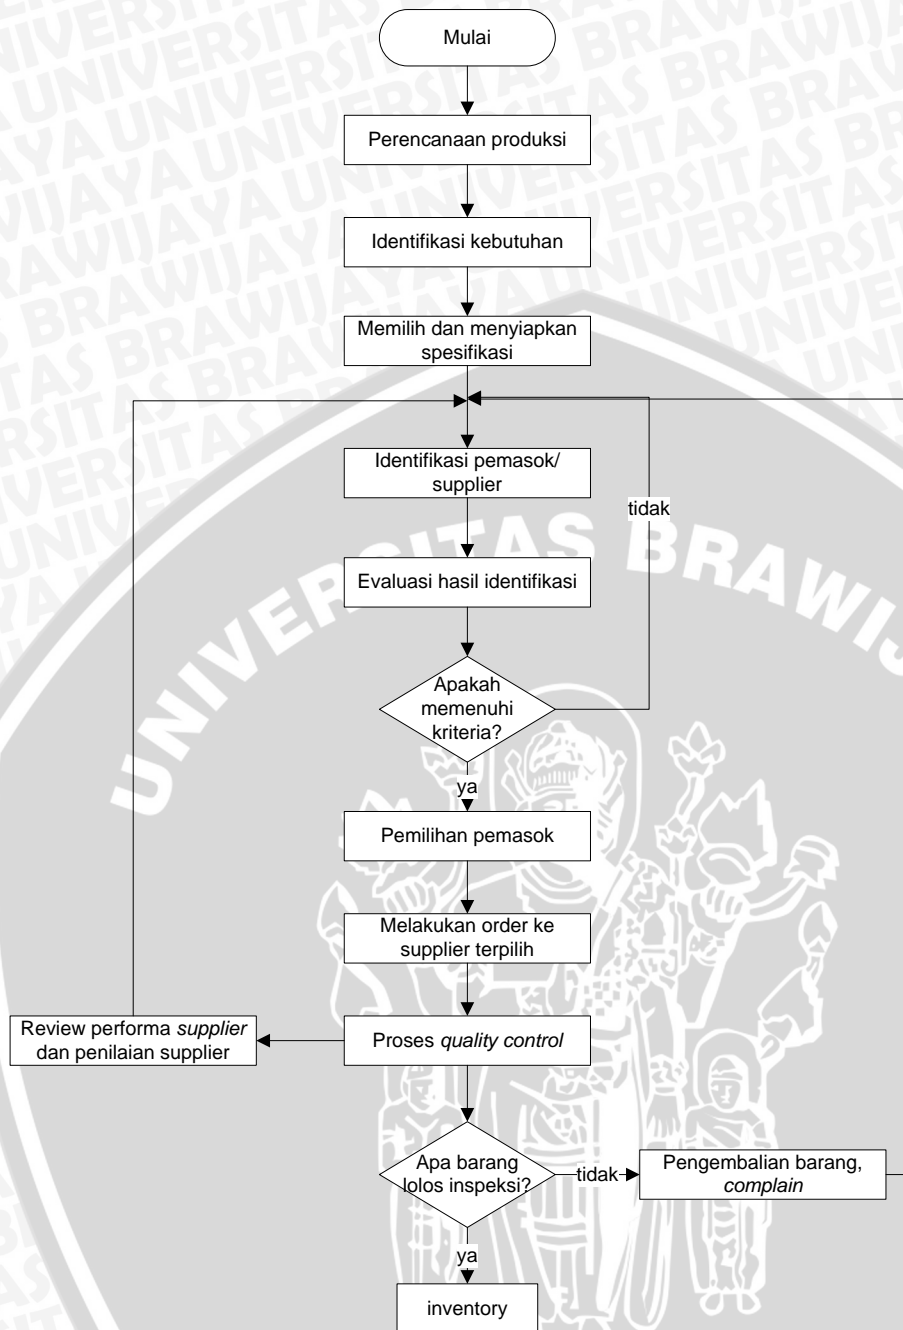 Mulai
Perencanaan produksi
Identifikasi kebutuhan
Memilih dan menyiapkan
spesifikasi
Identifikasi pemasok/
supplier
tidak
Evaluasi hasil identifikasi
UNIVERSITAS BRAWIJ
Apakah
memenuhi
kriteria?
ya
Pemilihan pemasok
Melakukan order ke
supplier terpilih
Review performa supplier
dan penilaian supplier
Proses quality control
Apa barang
lolos inspeksi?
tidak
Pengembalian barang,
complain
ya
inventory